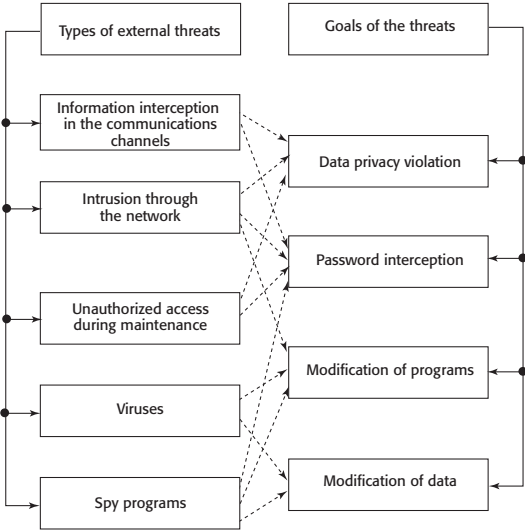 Types of external threats
Goals of the threats
Information interception
in the communications
channels
Data privacy violation
Intrusion through
the network
Password interception
Unauthorized access
during maintenance
Modification of programs
Viruses
Modification of data
Spy programs